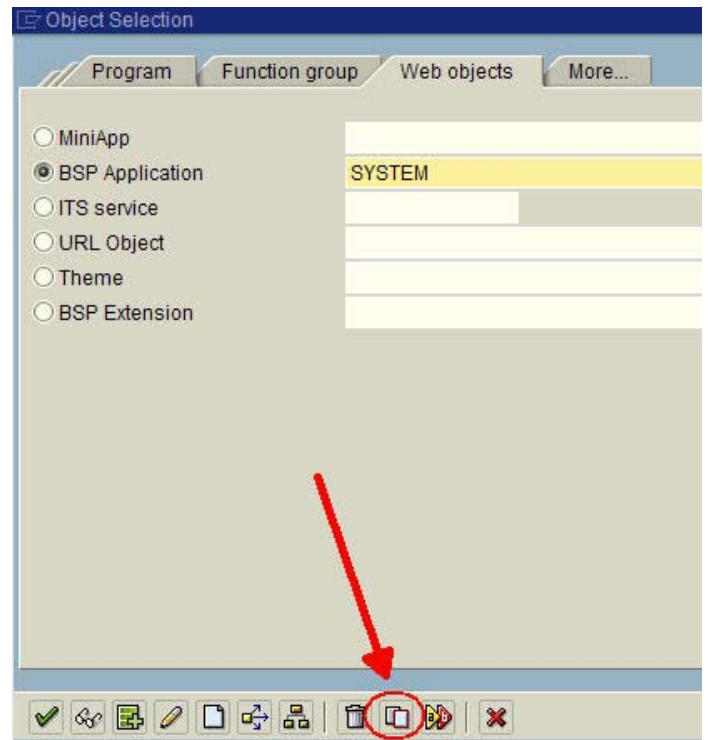 Object Selection
Program Function group Web objects More...
MiniApp
BSP Application SYSTEM
ITS service
URL Object
Theme
BSP Extension